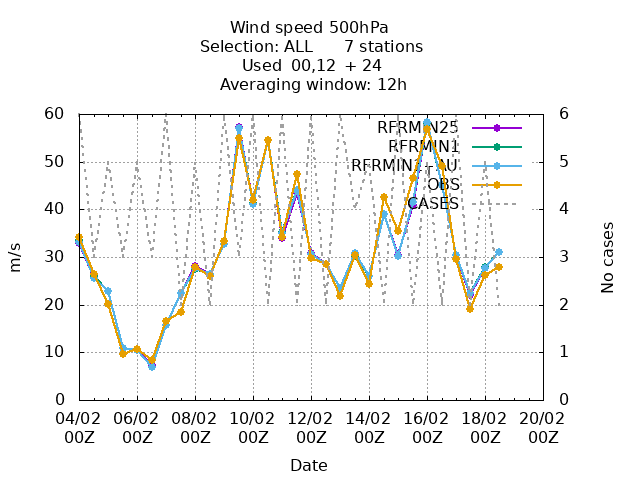 Wind speed 500hPa
Selection: ALL 7 stations
Used 00,12 + 24
Averaging window: 12h
RFRMIN25
RFRMIN1
OBS
CASES
60
50
40
30
20
10
0
m/s
6
5
4
3
2
1
0
No cases
04/02 06/02 08/02 10/02 12/02 14/02 16/02 18/02 20/02
00Z 00Z 00Z 00Z 00Z 00Z 00Z 00Z 00Z
Date